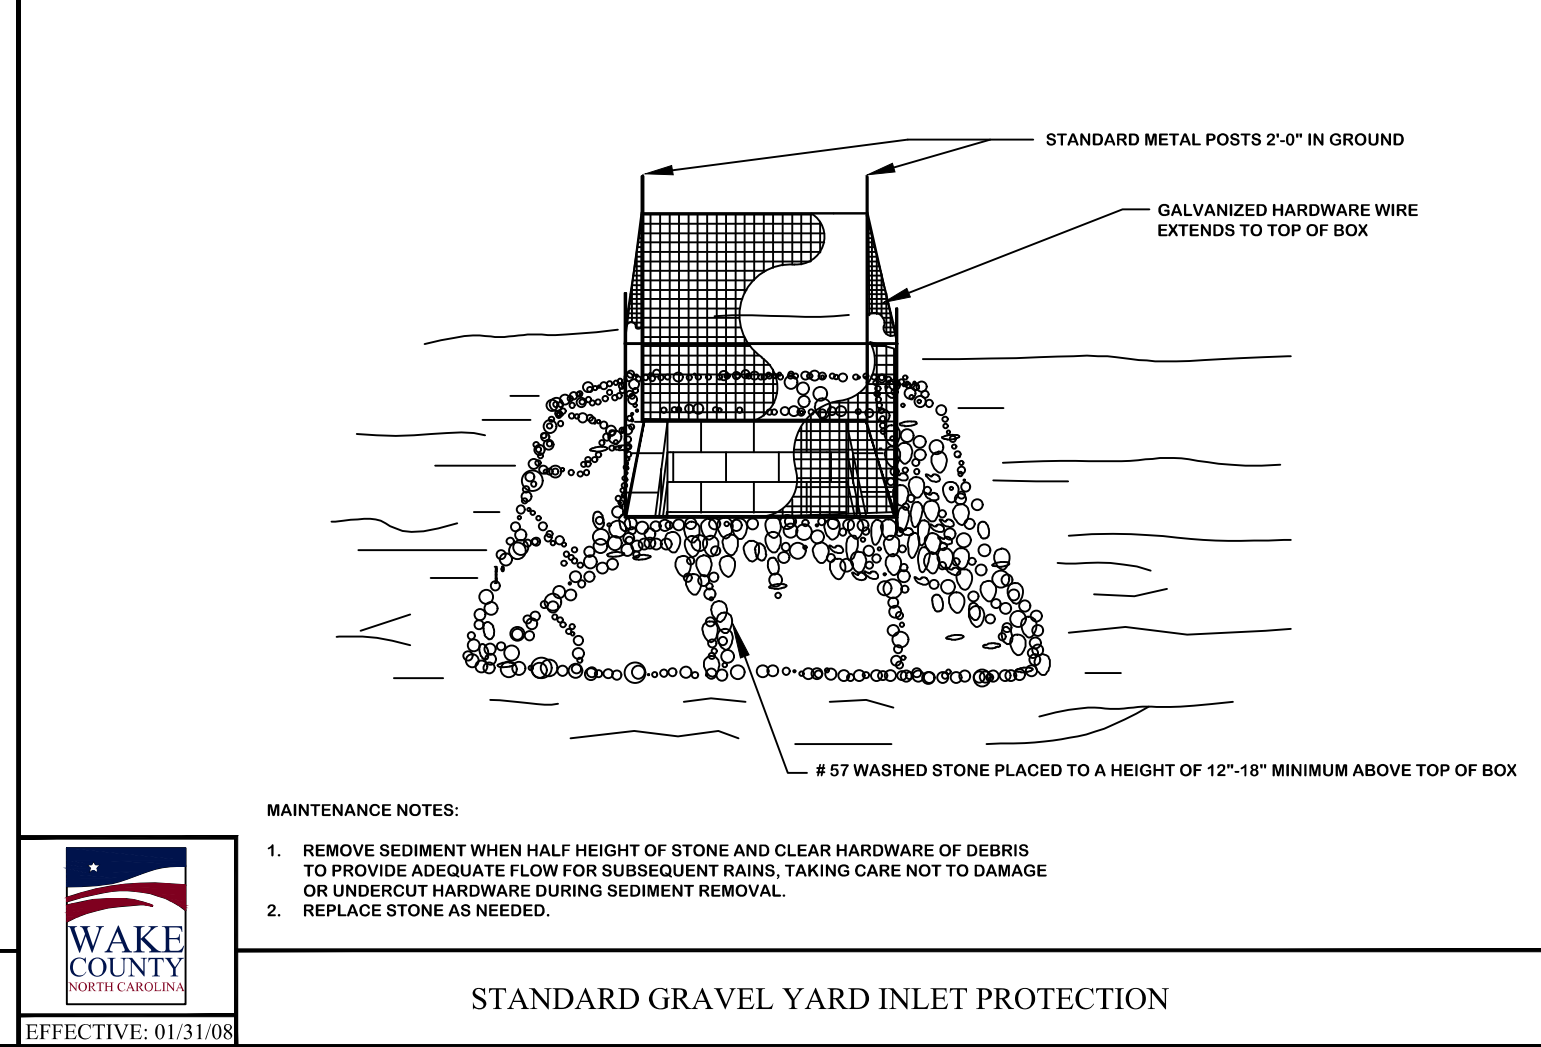 STANDARD METAL POSTS 2'-0" IN GROUND
GALVANIZED HARDWARE WIRE
EXTENDS TO TOP OF BOX
# 57 WASHED STONE PLACED TO A HEIGHT OF 12"-18" MINIMUM ABOVE TOP OF BOX
MAINTENANCE NOTES:
1. REMOVE SEDIMENT WHEN HALF HEIGHT OF STONE AND CLEAR HARDWARE OF DEBRIS
TO PROVIDE ADEQUATE FLOW FOR SUBSEQUENT RAINS, TAKING CARE NOT TO DAMAGE
OR UNDERCUT HARDWARE DURING SEDIMENT REMOVAL.
2. REPLACE STONE AS NEEDED.
WAKE
COUNTY
NORTH CAROLINA
EFFECTIVE: 01/31/08
STANDARD GRAVEL YARD INLET PROTECTION